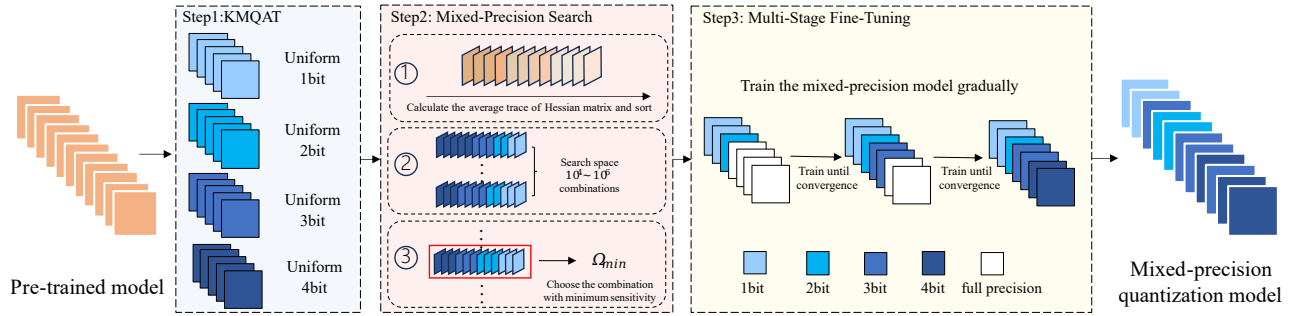 Step1:KMQAT
Uniform
1bit
Uniform
2bit
Uniform
3bit
Uniform
4bit
Pre-trained model
Step2: Mixed-Precision Search
①
Calculate the average trace of Hessian matrix and sort
②
Search space
10⁴~10⁶
combinations
③
Ωmin
Choose the combination
with minimum sensitivity
Step3: Multi-Stage Fine-Tuning
Train the mixed-precision model gradually
Train until
convergence
Train until
convergence
1bit
2bit
3bit
4bit
full precision
Mixed-precision
quantization model